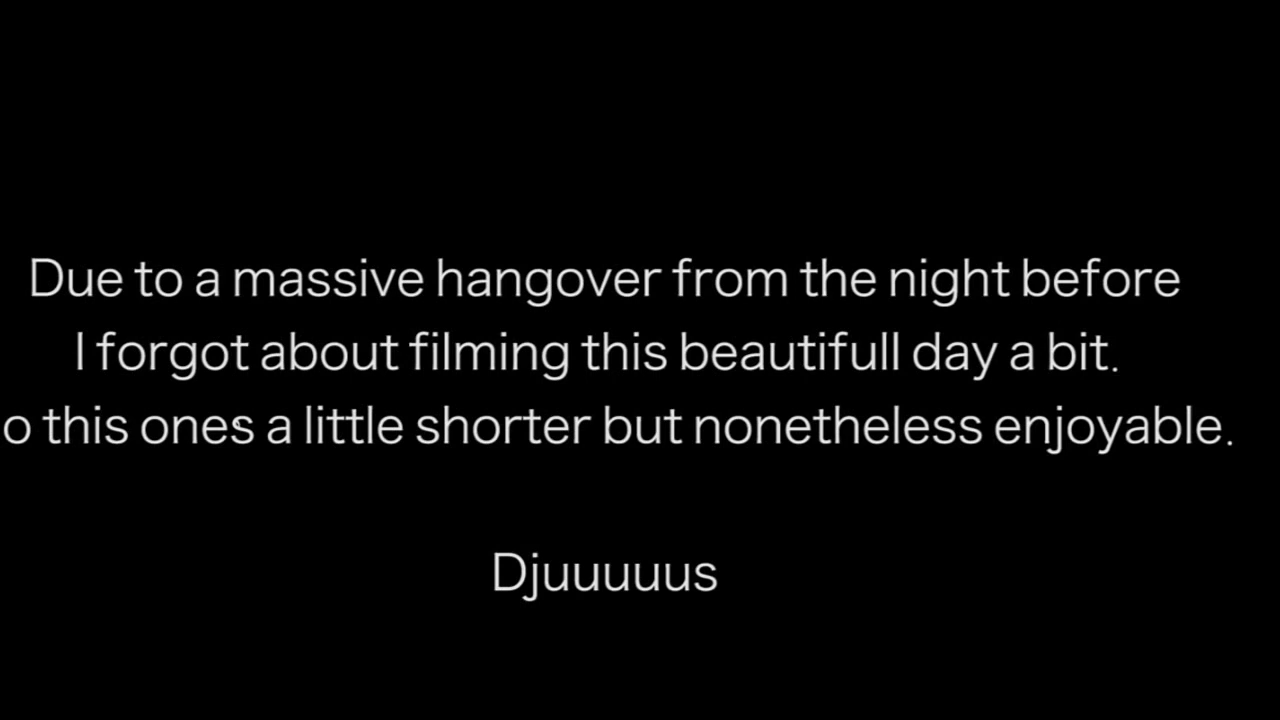 Due to a massive hangover from the night before
I forgot about filming this beautifull day a bit.
o this ones a little shorter but nonetheless enjoyable.
Djuuuuus